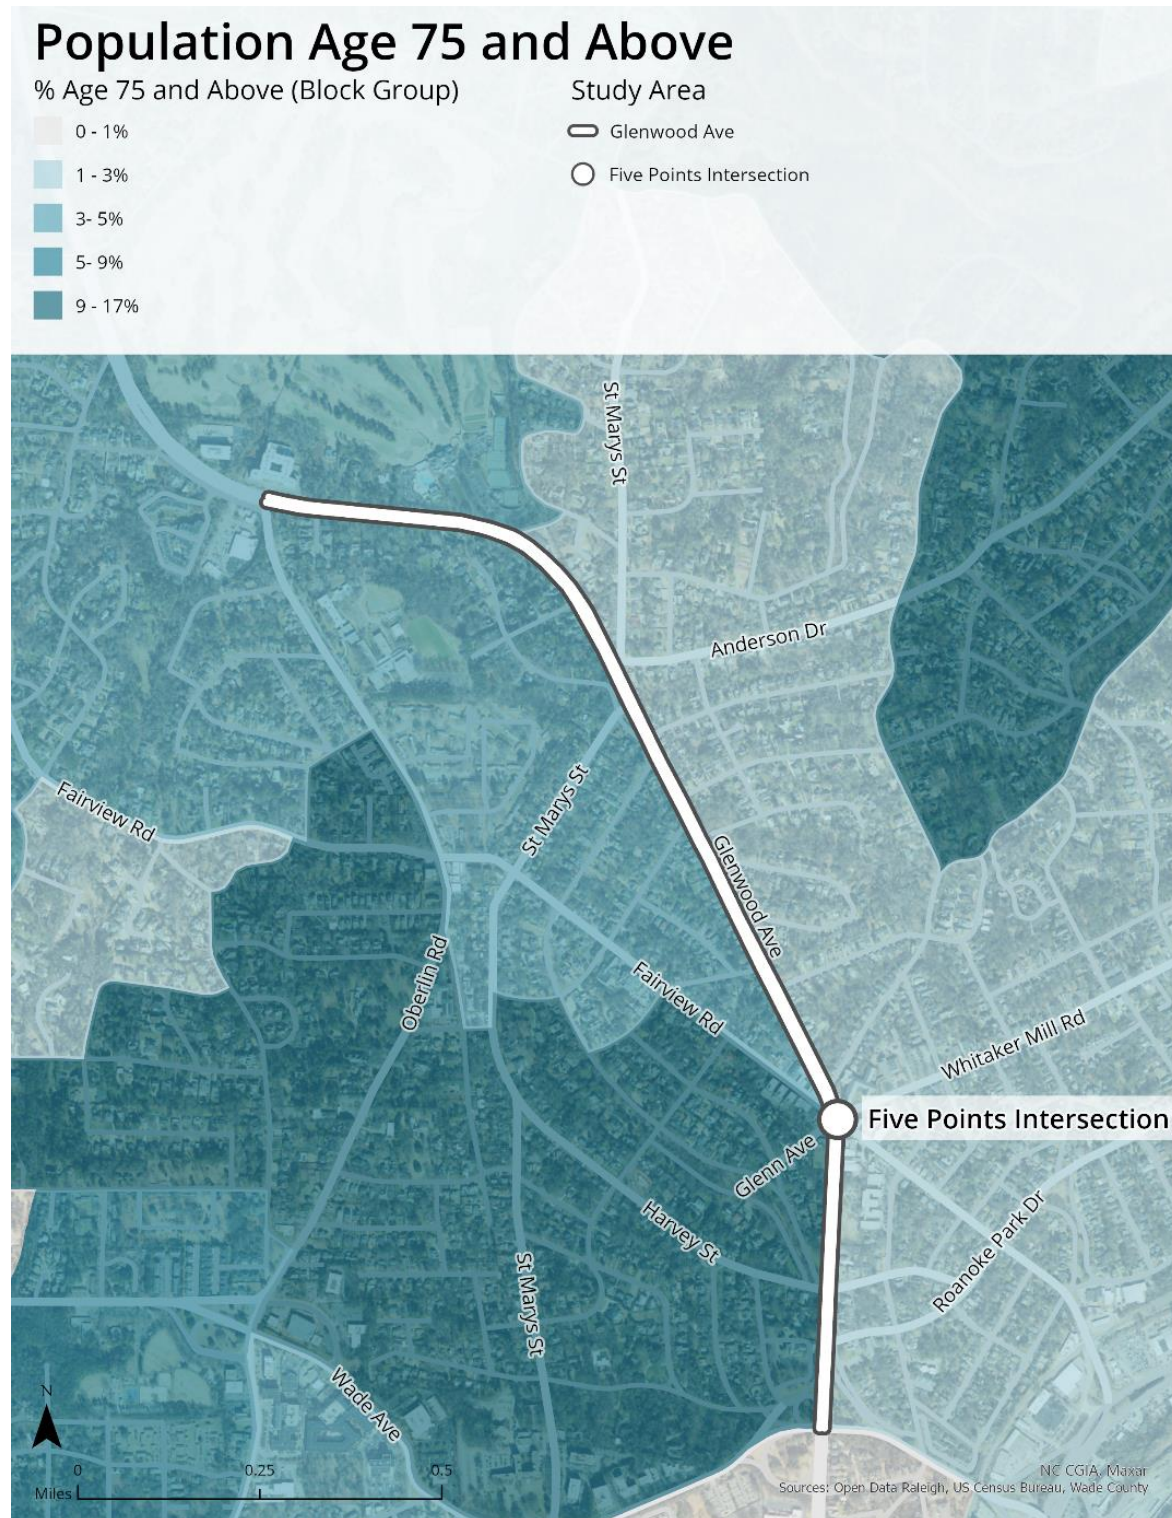 Population Age 75 and Above
% Age 75 and Above (Block Group)
0 - 1%
1 - 3%
3- 5%
5- 9%
9 - 17%
Study Area
Glenwood Ave
Five Points Intersection
St Marys St
Anderson Dr
Fairview Rd
St Marys St
Glenwood Ave
Oberlin Rd
Fairview Rd
Whitaker Mill Rd
Five Points Intersection
Glenn Ave
Harvey St
Roanoke Park Dr
St Marys St
Wade Ave
N
0 0.25 0.5
Miles
NC CGIA, Maxar
Sources: Open Data Raleigh, US Census Bureau, Wade County